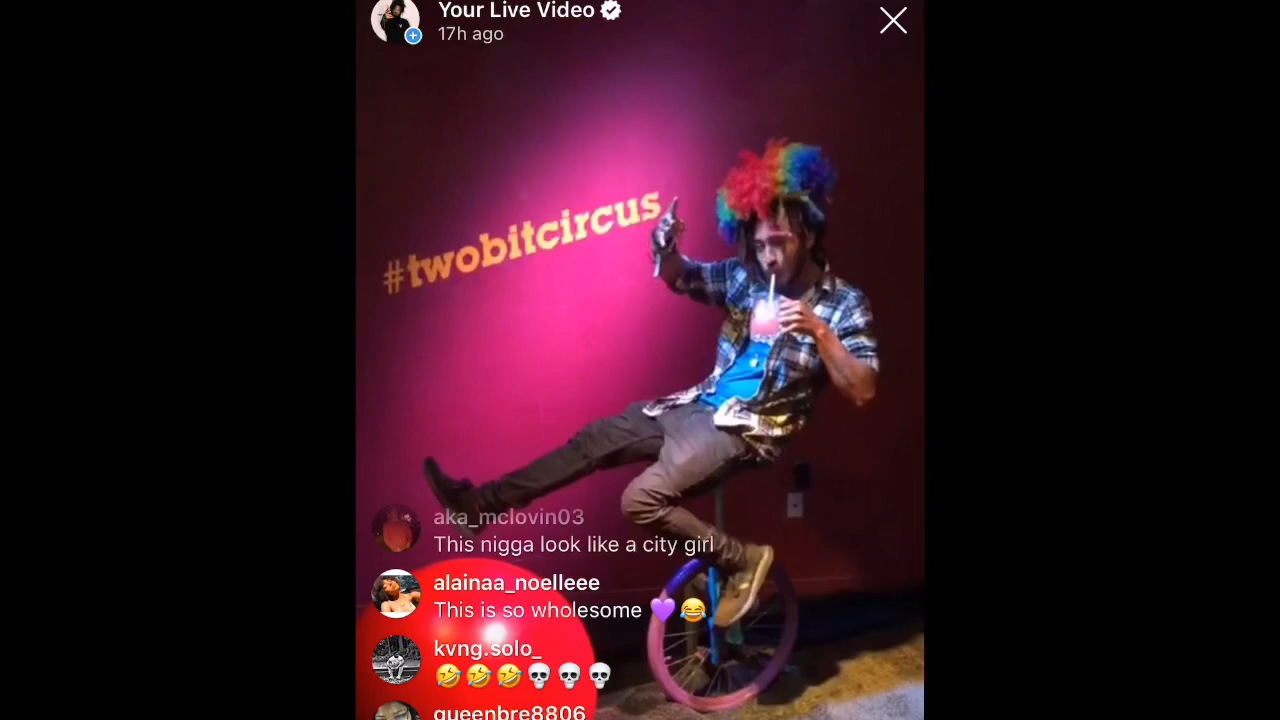 Your Live Video
17h ago
#twobitcircus
aka_mclovin03
This nigga look like a city girl
alainaa_noelleee
This is so wholesome 💜😂
kvng.solo_
🤣🤣🤣💀💀💀
queenbre8806